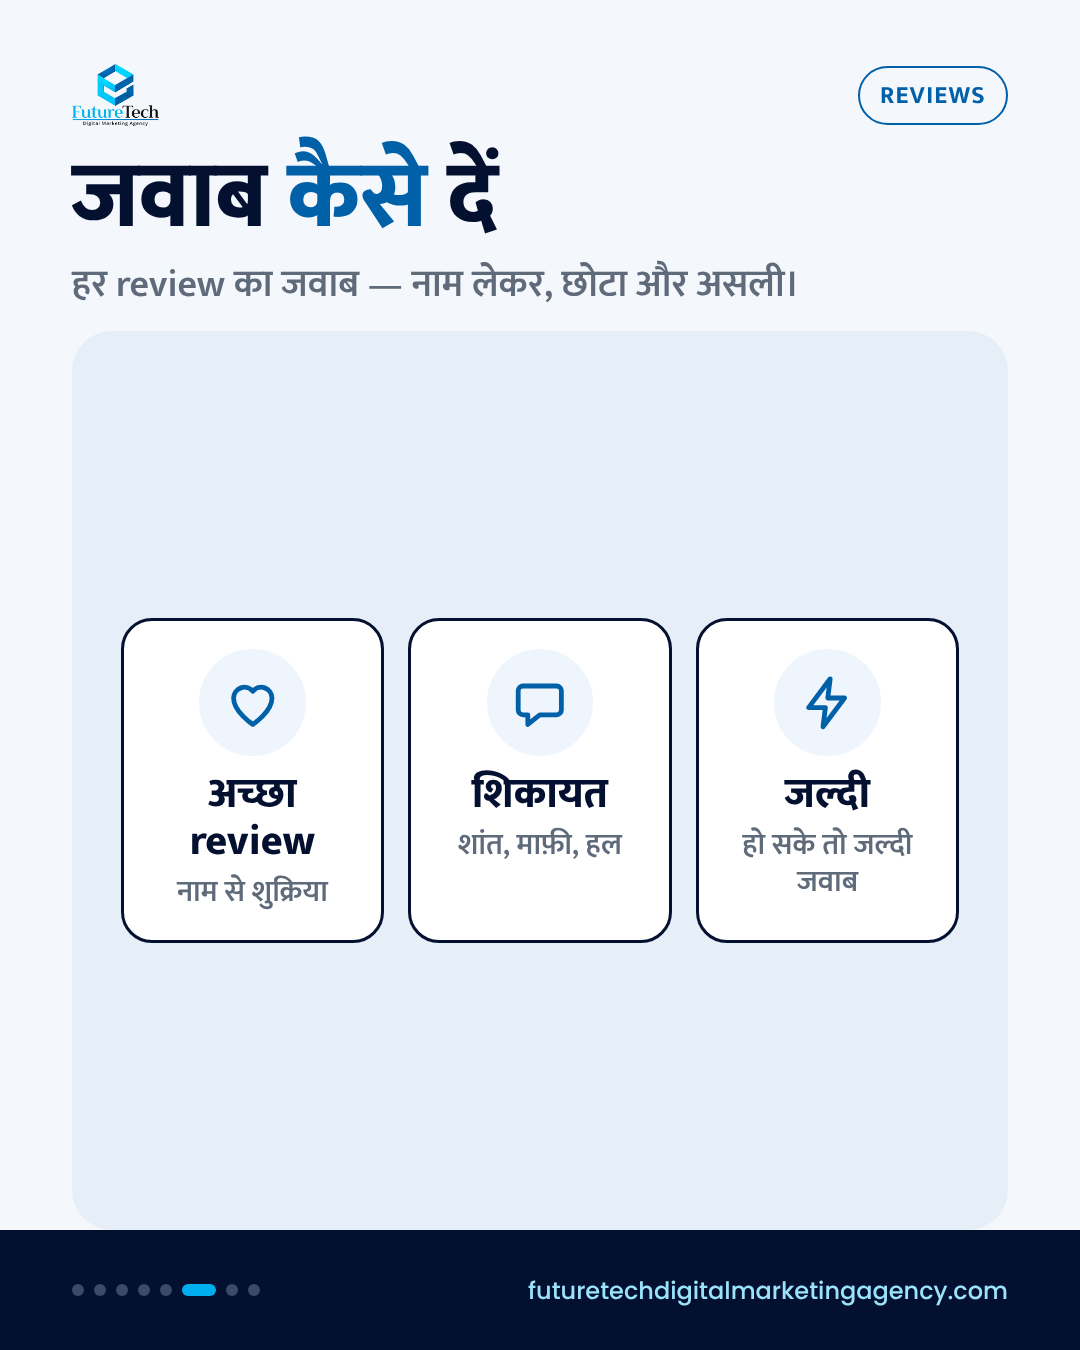 FutureTech
Digital Marketing Agency
REVIEWS
जवाब कैसे दें
हर review का जवाब — नाम लेकर, छोटा और असली।
अच्छा
review
नाम से शुक्रिया
शिकायत
शांत, माफ़ी, हल
जल्दी
हो सके तो जल्दी
जवाब
futuretechdigitalmarketingagency.com